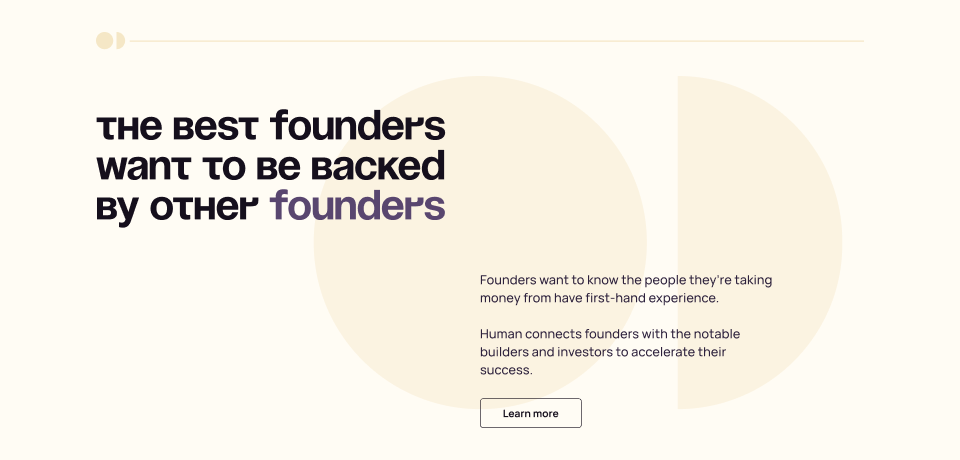 THe BesT founders
want TO Be Backed
By OTHer founders
Founders want to know the people they're taking
money from have first-hand experience.
Human connects founders with the notable
builders and investors to accelerate their
success.
Learn more